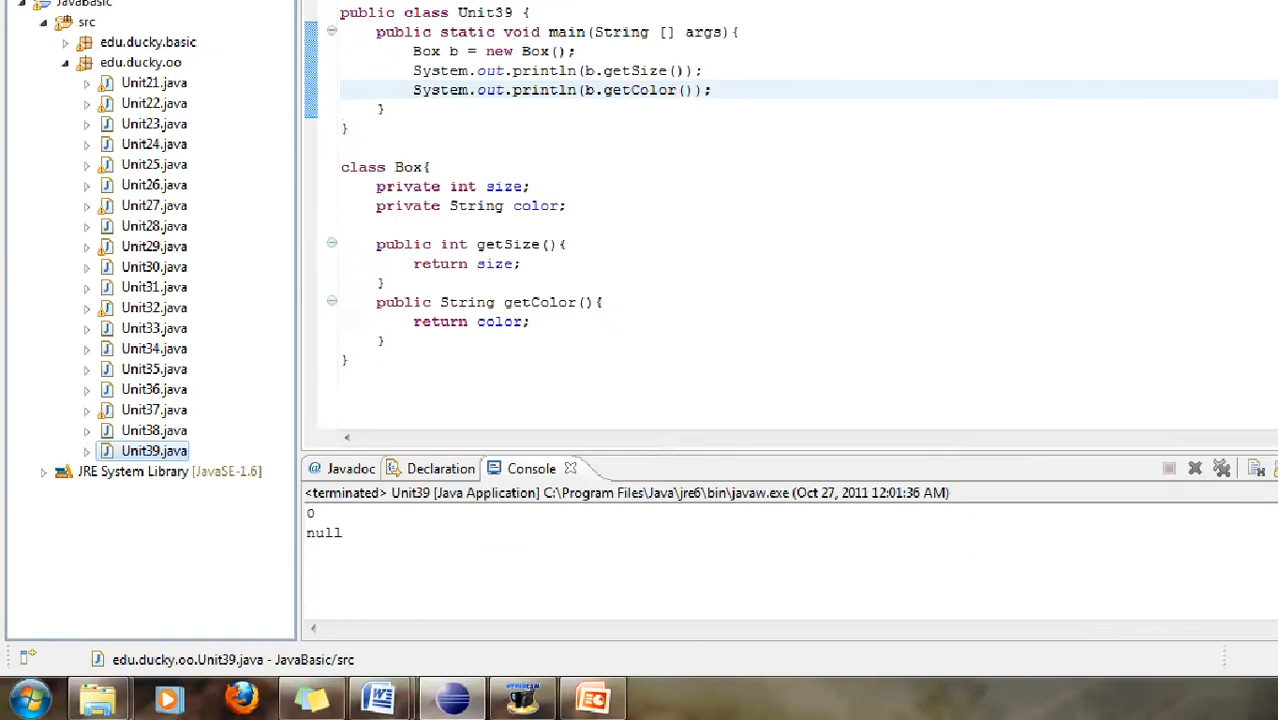 JavaBasic
src
edu.ducky.basic
edu.ducky.oo
Unit21.java
Unit22.java
Unit23.java
Unit24.java
Unit25.java
Unit26.java
Unit27.java
Unit28.java
Unit29.java
Unit30.java
Unit31.java
Unit32.java
Unit33.java
Unit34.java
Unit35.java
Unit36.java
Unit37.java
Unit38.java
Unit39.java
JRE System Library [JavaSE-1.6]
public class Unit39 {
public static void main(String [] args){
Box b = new Box();
System.out.println(b.getSize());
System.out.println(b.getColor());
}
}
class Box{
private int size;
private String color;
public int getSize(){
return size;
}
public String getColor(){
return color;
}
}
@ Javadoc Declaration Console
<terminated> Unit39 [Java Application] C:\Program Files\Java\jre6\bin\javaw.exe (Oct 27, 2011 12:01:36 AM)
0
null
edu.ducky.oo.Unit39.java - JavaBasic/src